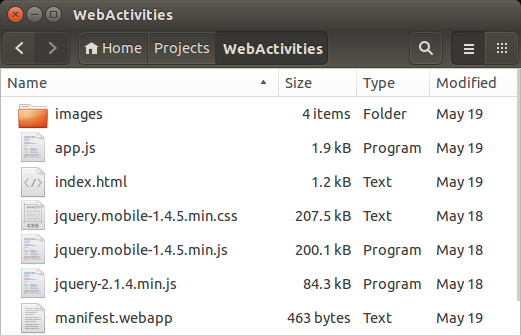 WebActivities
Home Projects WebActivities
Name Size Type Modified
images 4 items Folder May 19
app.js 1.9 kB Program May 19
index.html 1.2 kB Text May 19
jquery.mobile-1.4.5.min.css 207.5 kB Text May 18
jquery.mobile-1.4.5.min.js 200.1 kB Program May 18
jquery-2.1.4.min.js 84.3 kB Program May 18
manifest.webapp 463 bytes Text May 19